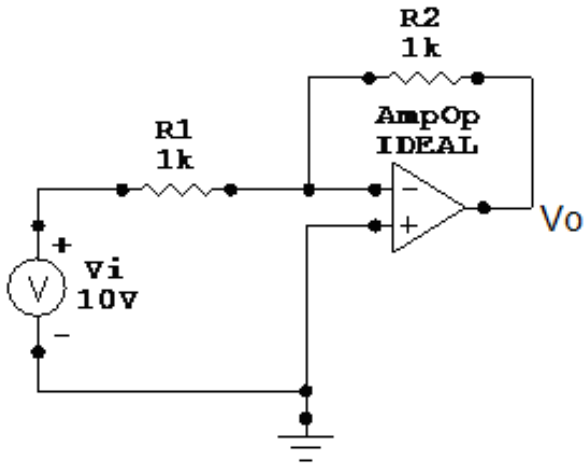 R2
1k
AmpOp
IDEAL
R1
1k
−
+
Vo
+
Vi
V
10V
−